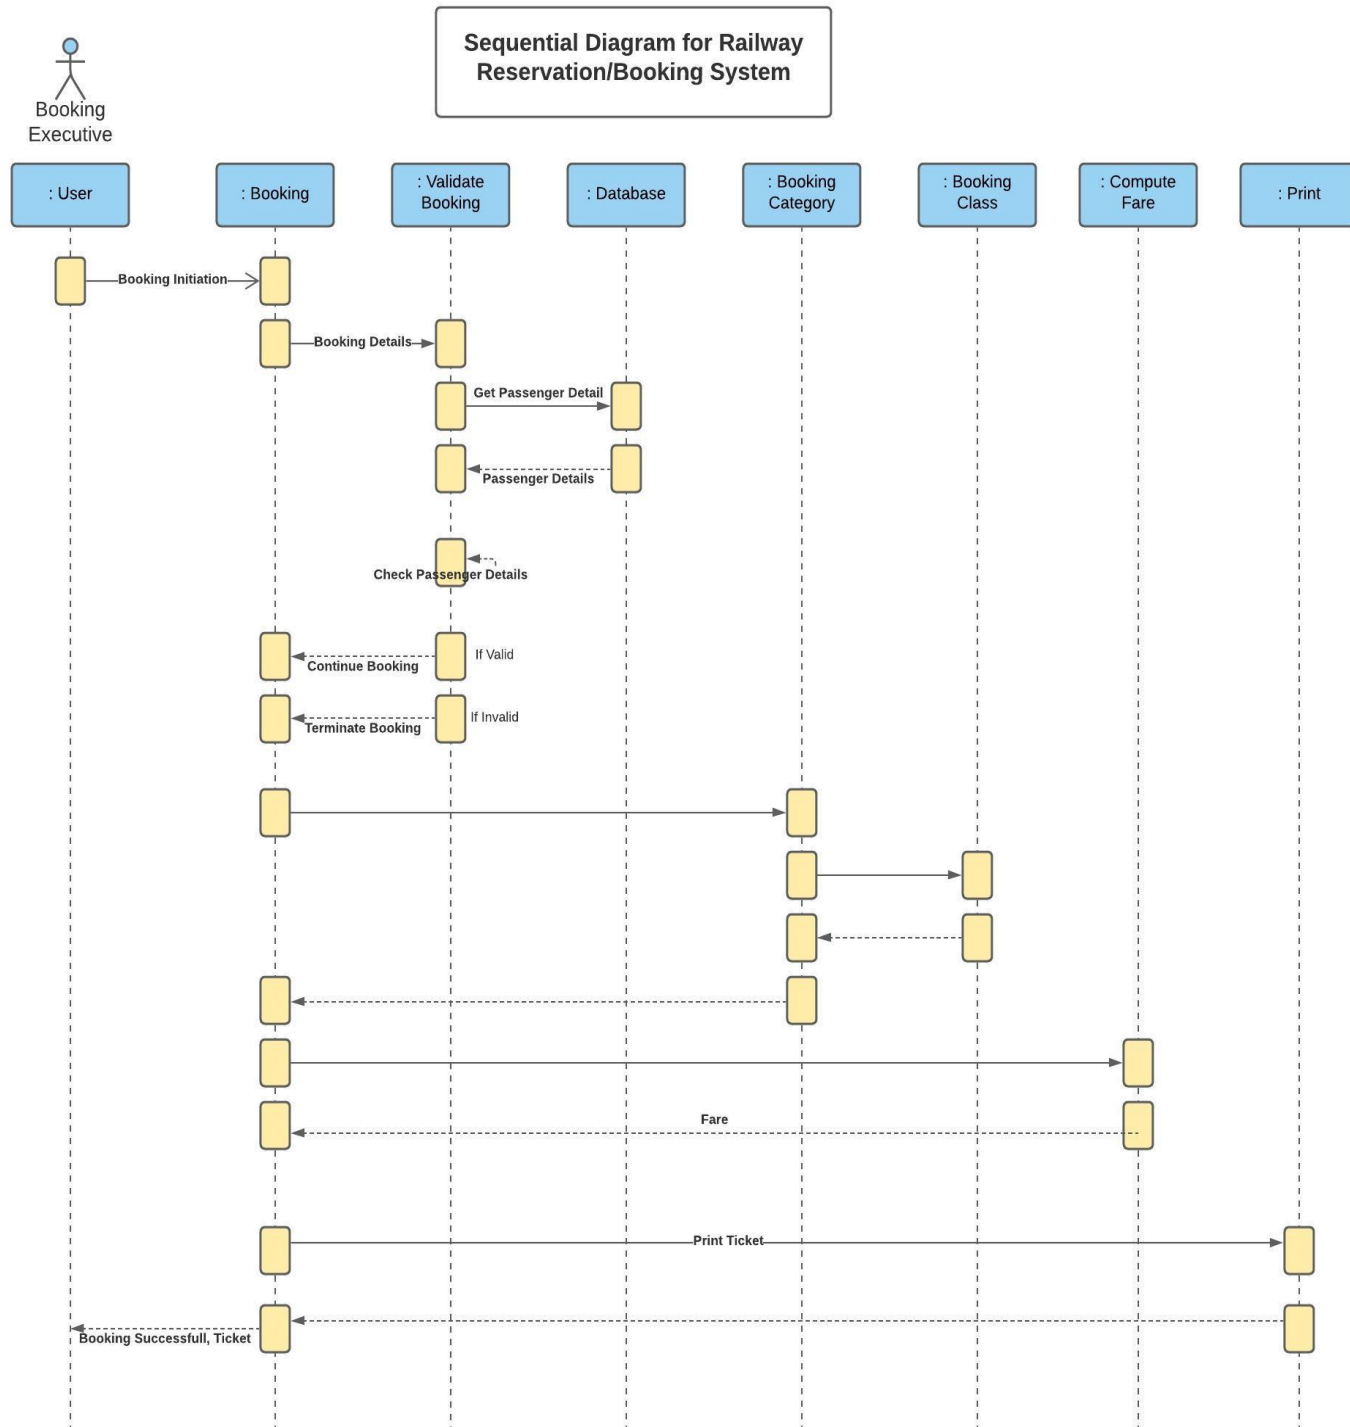 Sequential Diagram for Railway
Reservation/Booking System
Booking
Executive
: User
: Booking
: Validate
Booking
: Database
: Booking
Category
: Booking
Class
: Compute
Fare
: Print
Booking Initiation
Booking Details
Get Passenger Detail
Passenger Details
Check Passenger Details
If Valid
Continue Booking
If Invalid
Terminate Booking
Fare
Print Ticket
Booking Successfull, Ticket